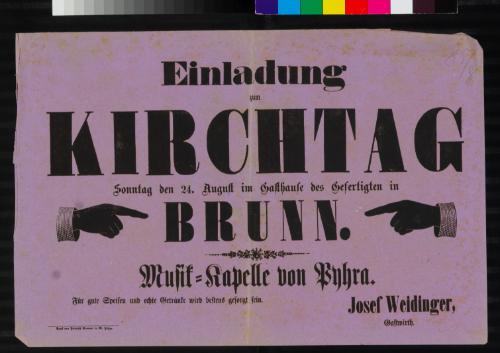 Einladung
zum
KIRCHTAG
Sonntag den 24. August im Gasthause des Gefertigten in
BRUNN.
Musik-Kapelle von Pyhra.
Für gute Speisen und echte Getränke wird bestens gesorgt sein.
Josef Weidinger,
Gastwirth.